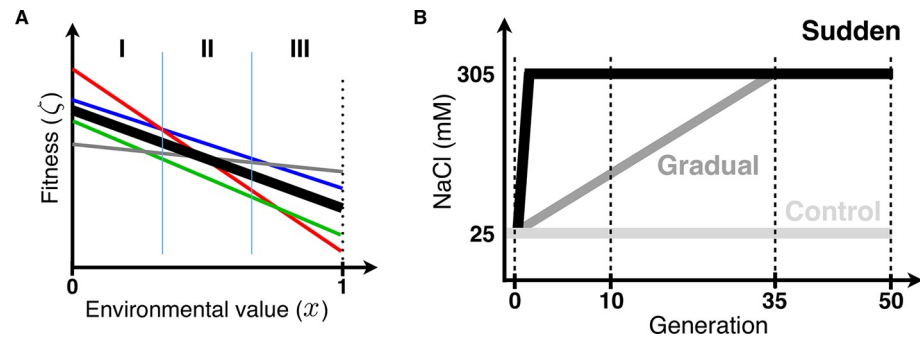 A
I
II
III
Fitness (ζ)
0
1
Environmental value (x)
B
Sudden
305
NaCl (mM)
Gradual
Control
25
0
10
35
50
Generation